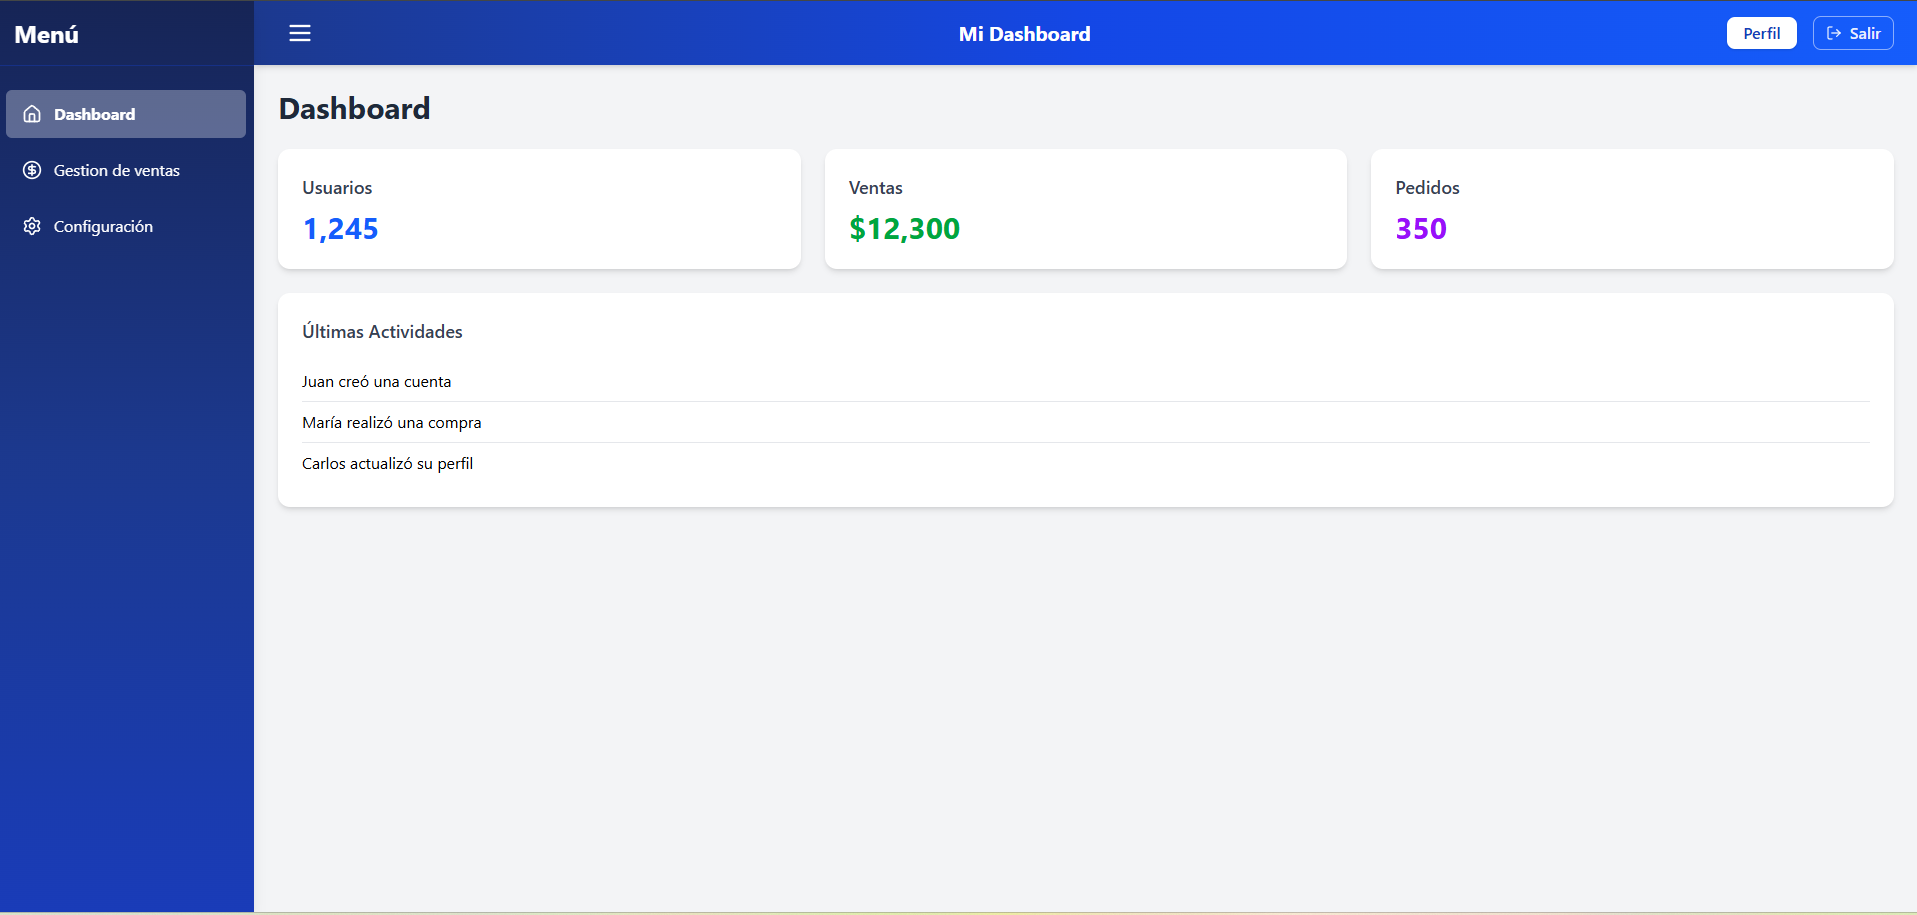 Menú
Mi Dashboard
Perfil
Salir
Dashboard
Gestion de ventas
Configuración
Dashboard
Usuarios
1,245
Ventas
$12,300
Pedidos
350
Últimas Actividades
Juan creó una cuenta
María realizó una compra
Carlos actualizó su perfil